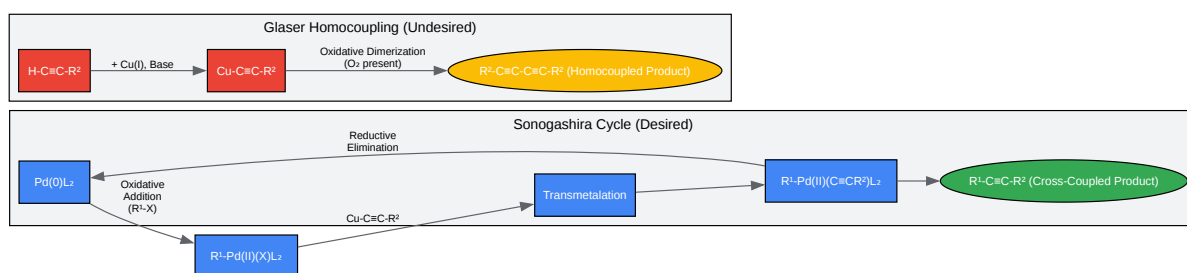 Glaser Homocoupling (Undesired)
H-C≡C-R²
+ Cu(I), Base
Cu-C≡C-R²
Oxidative Dimerization
(O₂ present)
R²-C≡C-C≡C-R² (Homocoupled Product)
Sonogashira Cycle (Desired)
Reductive
Elimination
Pd(0)L₂
Oxidative
Addition
(R¹-X)
R¹-Pd(II)(X)L₂
Cu-C≡C-R²
Transmetalation
R¹-Pd(II)(C≡CR²)L₂
R¹-C≡C-R² (Cross-Coupled Product)